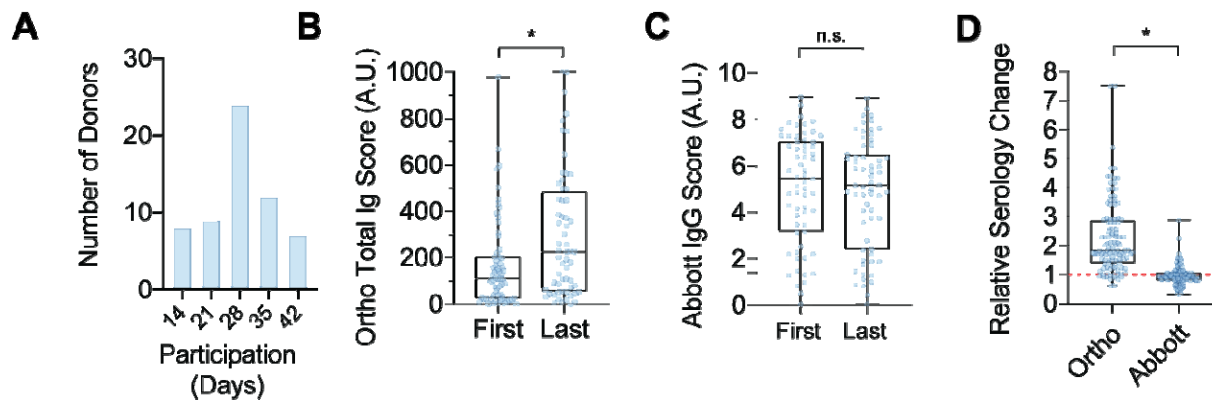 A
Number of Donors
30
20
10
0
14
21
28
35
42
Participation
(Days)
B
*
Ortho Total Ig Score (A.U.)
1000
800
600
400
200
0
First
Last
C
n.s.
Abbott IgG Score (A.U.)
10
8
6
4
2
0
First
Last
D
*
Relative Serology Change
8
7
6
5
4
3
2
1
0
Ortho
Abbott